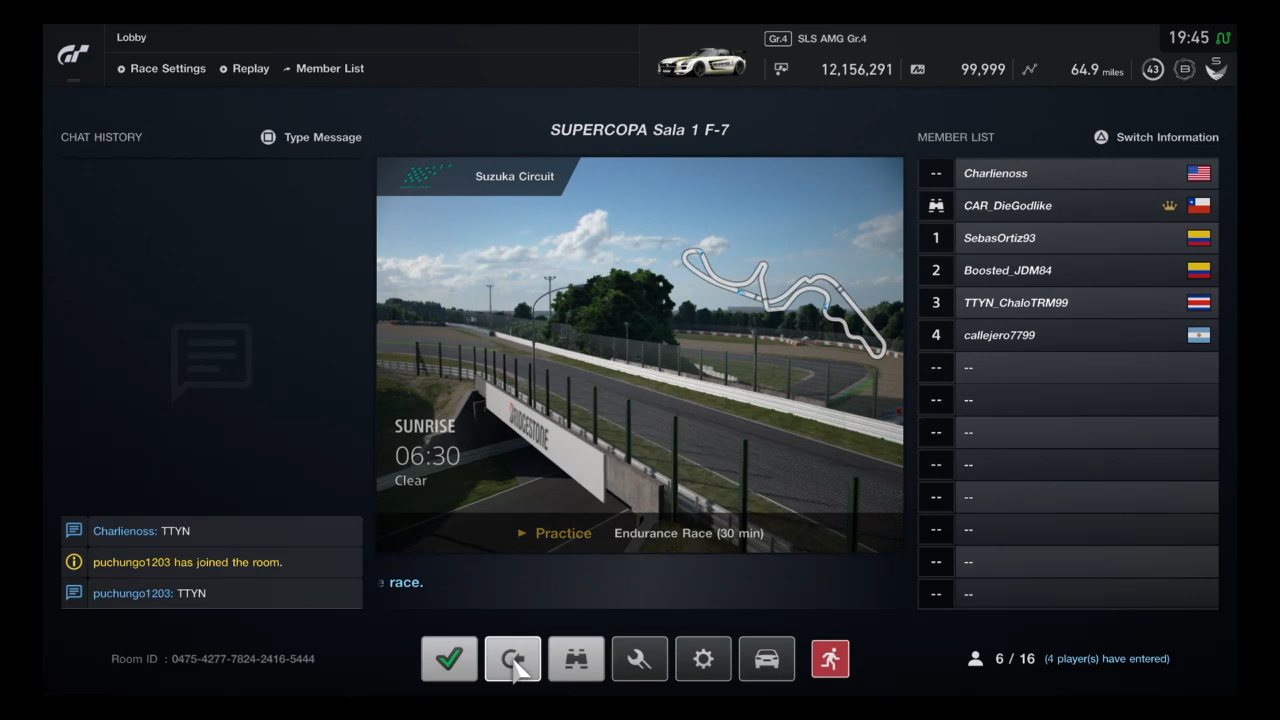 Lobby
Race Settings Replay Member List
Gr.4 SLS AMG Gr.4
19:45
12,156,291 99,999 64.9 miles 43 B S
CHAT HISTORY Type Message
SUPERCOPA Sala 1 F-7
MEMBER LIST Switch Information
Suzuka Circuit
-- Charlienoss
CAR_DieGodlike
1 SebasOrtiz93
2 Boosted_JDM84
3 TTYN_ChaloTRM99
4 callejero7799
-- --
-- --
-- --
-- --
-- --
-- --
-- --
-- --
BRIDGESTONE
SUNRISE
06:30
Clear
Practice Endurance Race (30 min)
Charlienoss: TTYN
puchungo1203 has joined the room.
puchungo1203: TTYN
e race.
Room ID : 0475-4277-7824-2416-5444
6 / 16 (4 player(s) have entered)